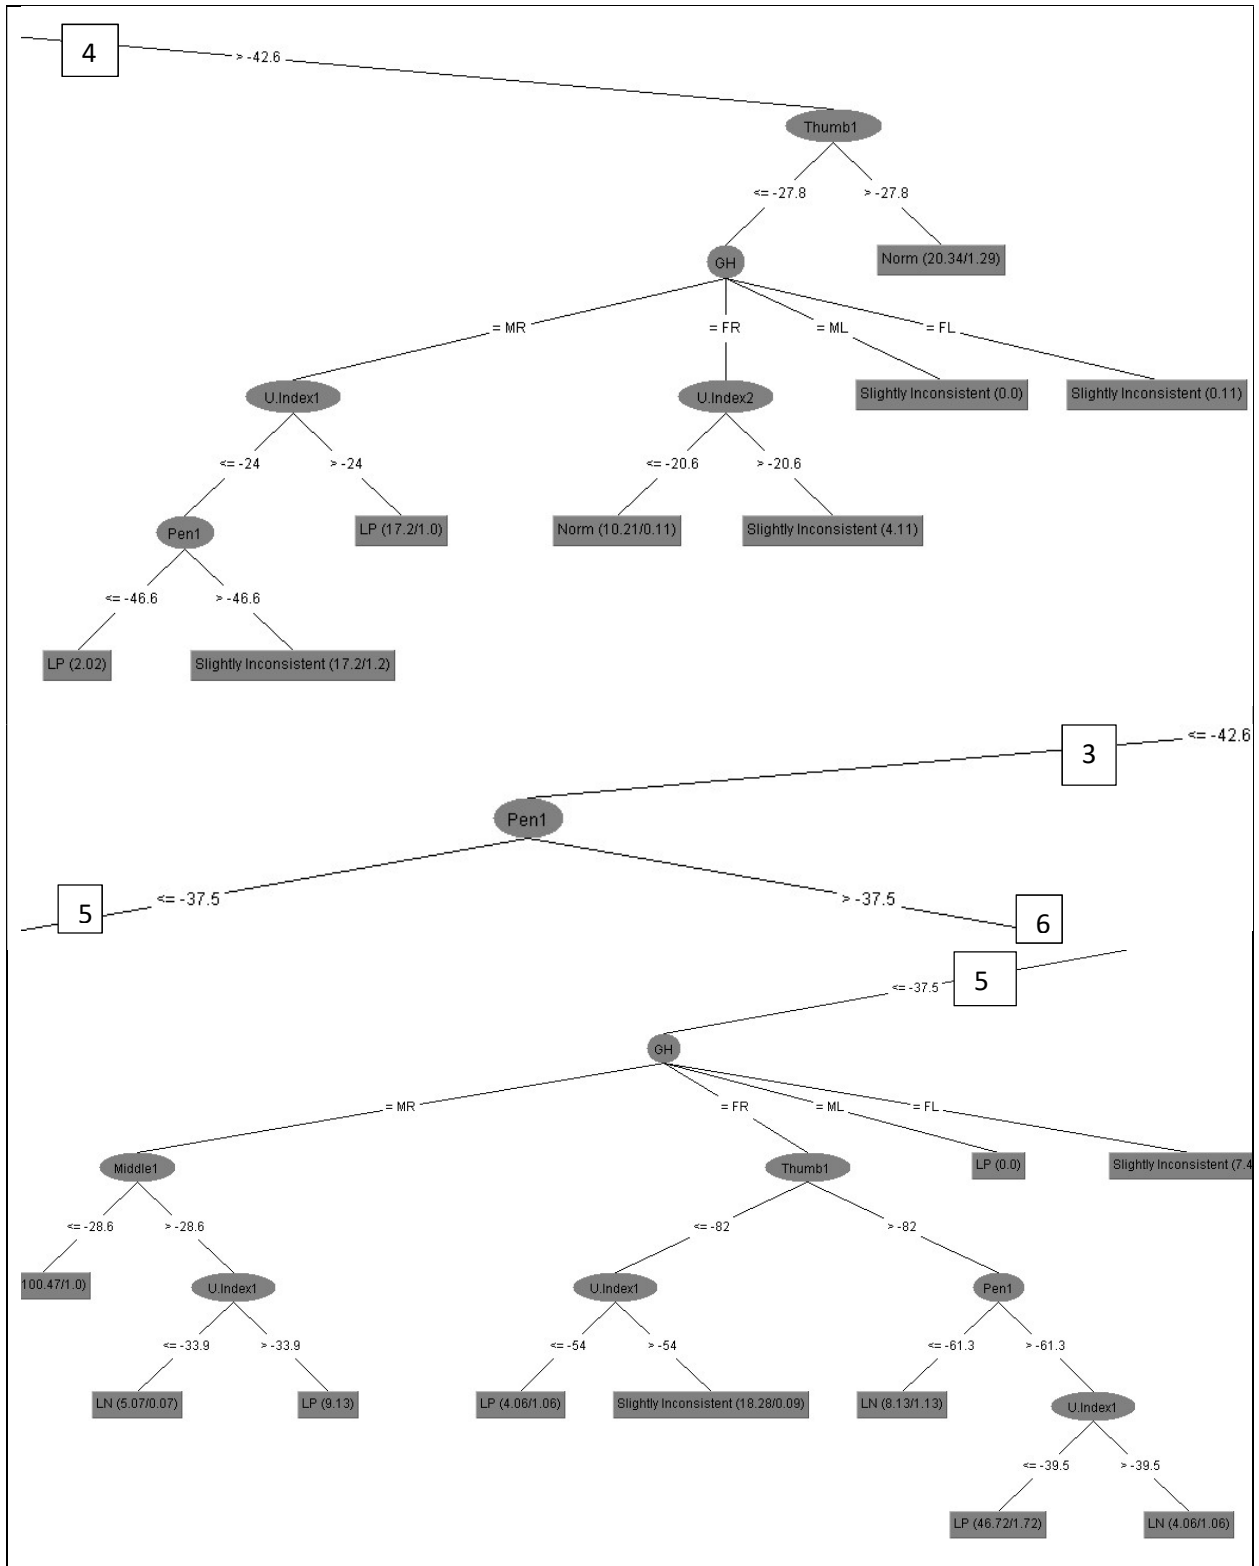 4
> -42.6
Thumb1
<= -27.8
> -27.8
GH
Norm (20.34/1.29)
= MR
= FR
= ML
= FL
U.Index1
U.Index2
Slightly Inconsistent (0.0)
Slightly Inconsistent (0.11)
<= -24
> -24
<= -20.6
> -20.6
Pen1
LP (17.2/1.0)
Norm (10.21/0.11)
Slightly Inconsistent (4.11)
<= -46.6
> -46.6
LP (2.02)
Slightly Inconsistent (17.2/1.2)
3
<= -42.6
Pen1
5
<= -37.5
> -37.5
6
<= -37.5
5
GH
= MR
= FR
= ML
= FL
Middle1
Thumb1
LP (0.0)
Slightly Inconsistent (7.4
<= -28.6
> -28.6
<= -82
> -82
100.47/1.0)
U.Index1
U.Index1
Pen1
<= -33.9
> -33.9
<= -54
> -54
<= -61.3
> -61.3
LN (5.07/0.07)
LP (9.13)
LP (4.06/1.06)
Slightly Inconsistent (18.28/0.09)
LN (8.13/1.13)
U.Index1
<= -39.5
> -39.5
LP (46.72/1.72)
LN (4.06/1.06)